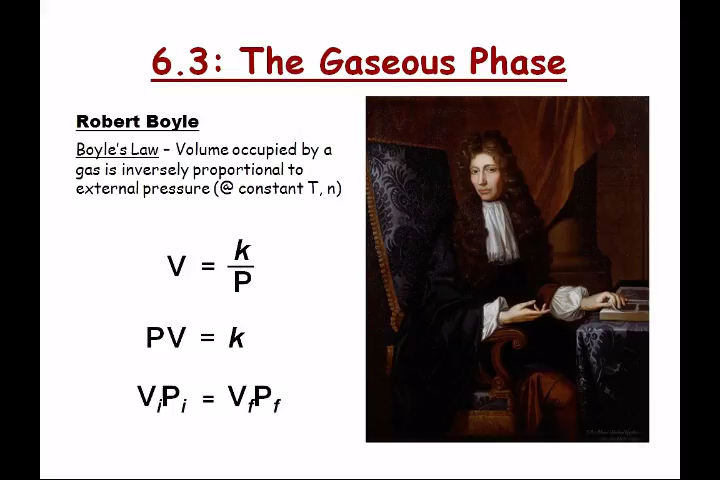 6.3: The Gaseous Phase
Robert Boyle
Boyle's Law – Volume occupied by a
gas is inversely proportional to
external pressure (@ constant T, n)
V = k/P
PV = k
ViPi = VfPf